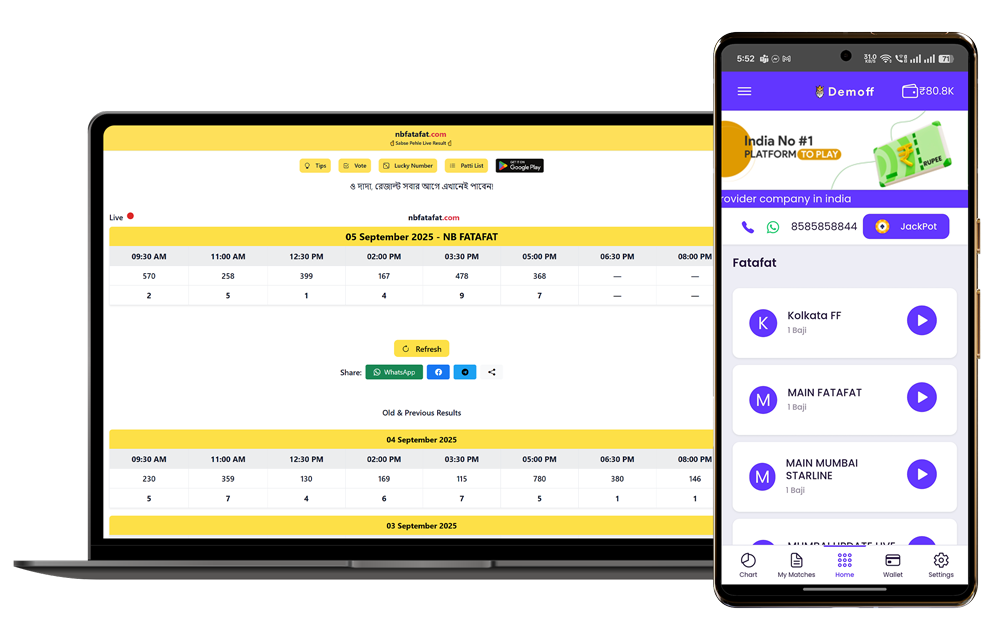 nbfatafat.com
Sabse Pehle Live Result
Tips
Vote
Lucky Number
Patti List
GET IT ON
Google Play
ও দাদা, রেজাল্ট সবার আগে এখানেই পাবেন!
Live
nbfatafat.com
05 September 2025 - NB FATAFAT
09:30 AM 11:00 AM 12:30 PM 02:00 PM 03:30 PM 05:00 PM 06:30 PM 08:00 PM
570 258 399 167 478 368 — —
2 5 1 4 9 7 — —
Refresh
Share: WhatsApp
Old & Previous Results
04 September 2025
09:30 AM 11:00 AM 12:30 PM 02:00 PM 03:30 PM 05:00 PM 06:30 PM 08:00 PM
230 359 130 169 115 780 380 146
5 7 4 6 7 5 1 1
03 September 2025
5:52
31.0
71
Demoff
₹80.8K
India No #1
PLATFORM TO PLAY
₹
RUPEE
rovider company in india
8585858844
JackPot
Fatafat
K
Kolkata FF
1 Baji
M
MAIN FATAFAT
1 Baji
M
MAIN MUMBAI
STARLINE
1 Baji
MUMBAI UPDATE LIVE
Chart
My Matches
Home
Wallet
Settings